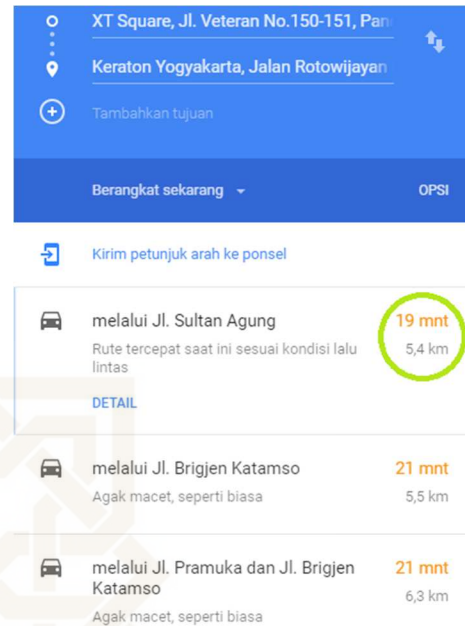 XT Square, Jl. Veteran No.150-151, Pan
Keraton Yogyakarta, Jalan Rotowijayan
Tambahkan tujuan
Berangkat sekarang OPSI
Kirim petunjuk arah ke ponsel
melalui Jl. Sultan Agung 19 mnt
Rute tercepat saat ini sesuai kondisi lalu 5,4 km
lintas
DETAIL
melalui Jl. Brigjen Katamso 21 mnt
Agak macet, seperti biasa 5,5 km
melalui Jl. Pramuka dan Jl. Brigjen 21 mnt
Katamso 6,3 km
Agak macet, seperti biasa